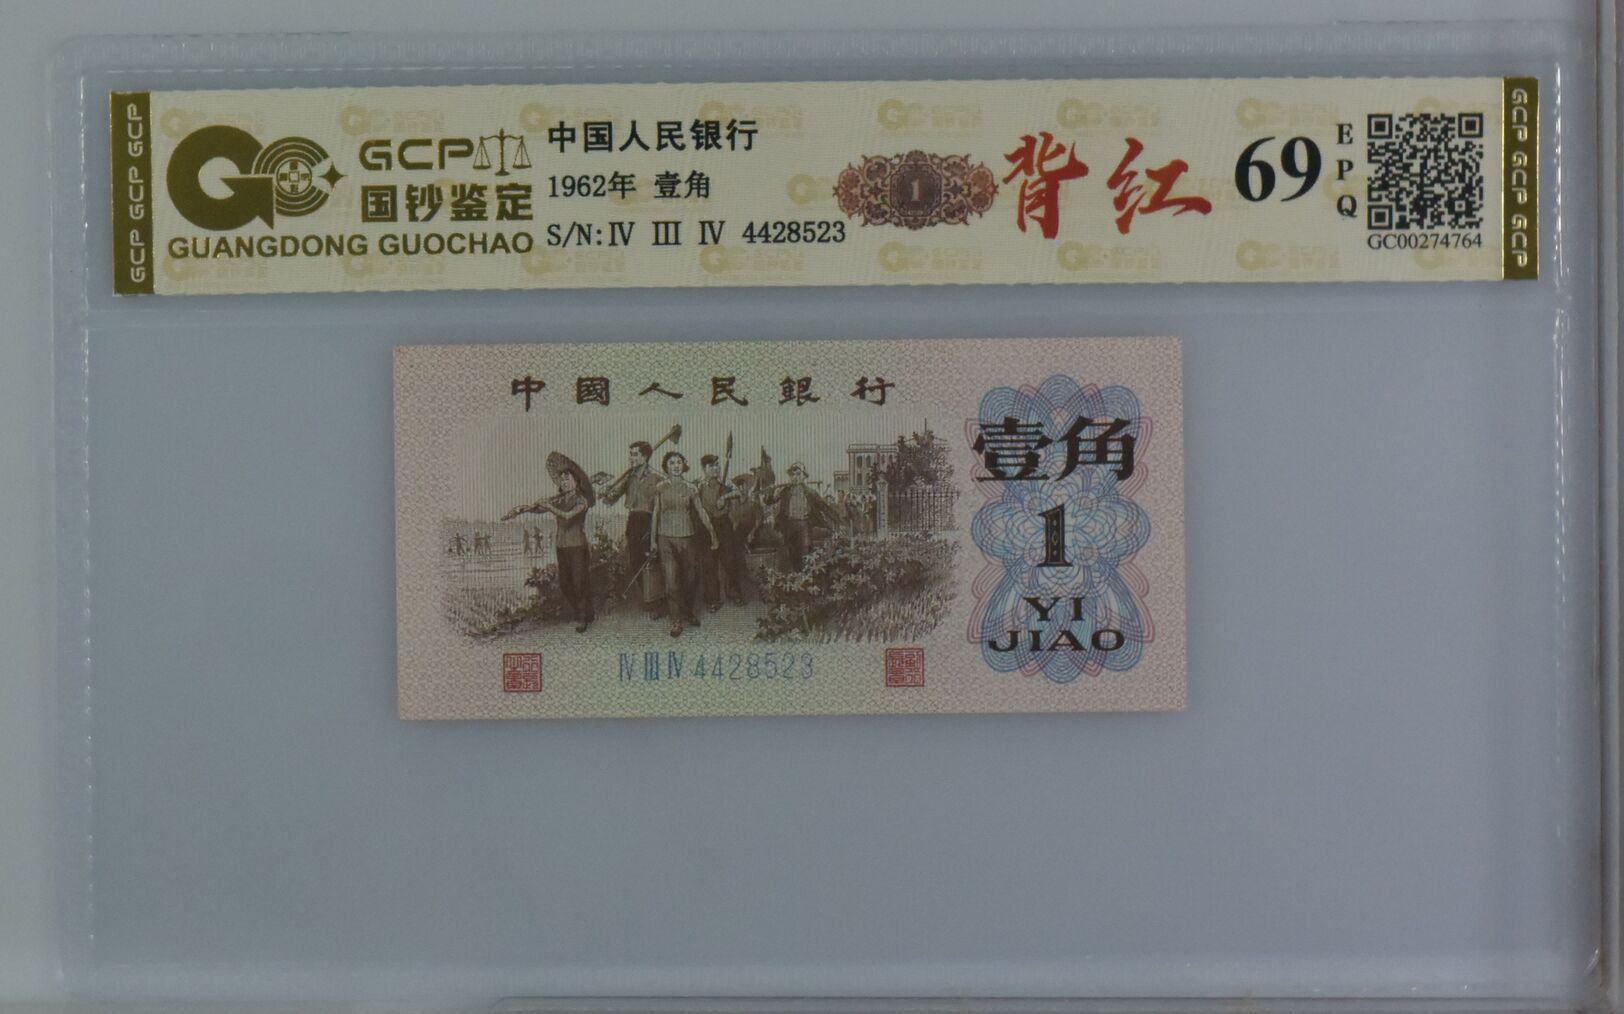 GCP GCP GCP
GCP
国钞鉴定
GUANGDONG GUOCHAO
中国人民银行
1962年 壹角
S/N:Ⅳ Ⅲ Ⅳ 4428523
1
背红
69
EPQ
GC00274764
GCP GCP GCP
中國人民銀行
壹角
1
YI
JIAO
Ⅳ Ⅲ Ⅳ 4428523